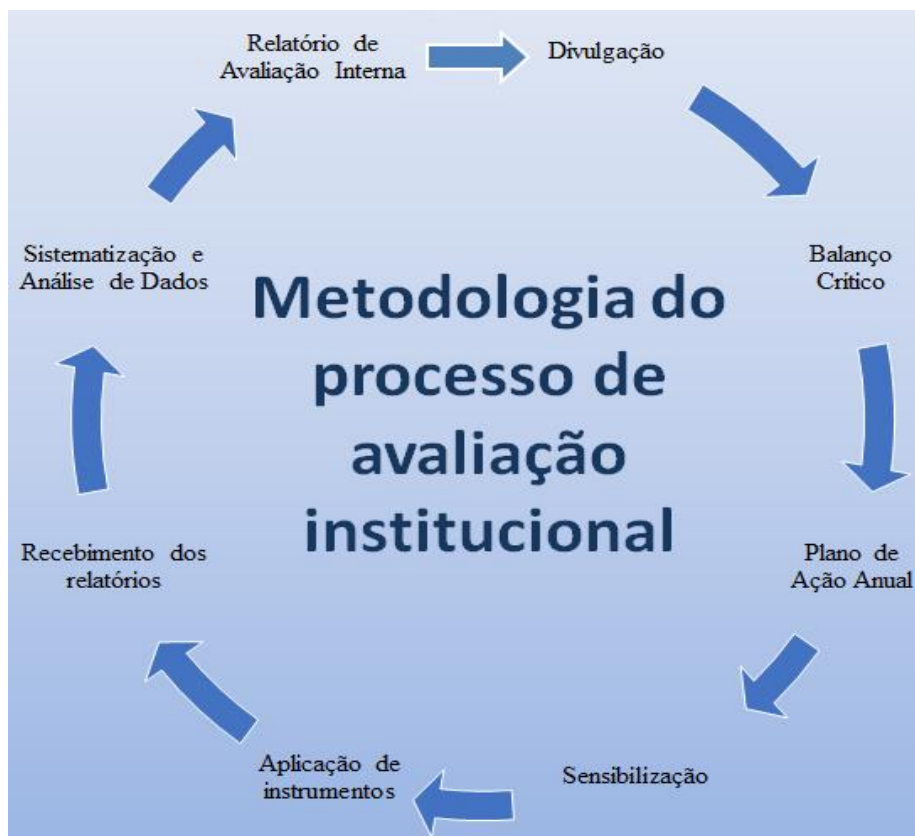 Relatório de
Avaliação Interna
Divulgação
Balanço
Crítico
Plano de
Ação Anual
Sensibilização
Aplicação de
instrumentos
Recebimento dos
relatórios
Sistematização e
Análise de Dados
Metodologia do
processo de
avaliação
institucional